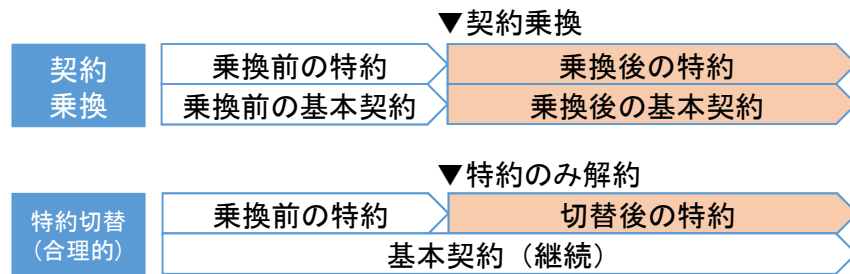 ▼契約乗換
契約
乗換
乗換前の特約
乗換後の特約
乗換前の基本契約
乗換後の基本契約
▼特約のみ解約
特約切替
(合理的)
乗換前の特約
切替後の特約
基本契約（継続）